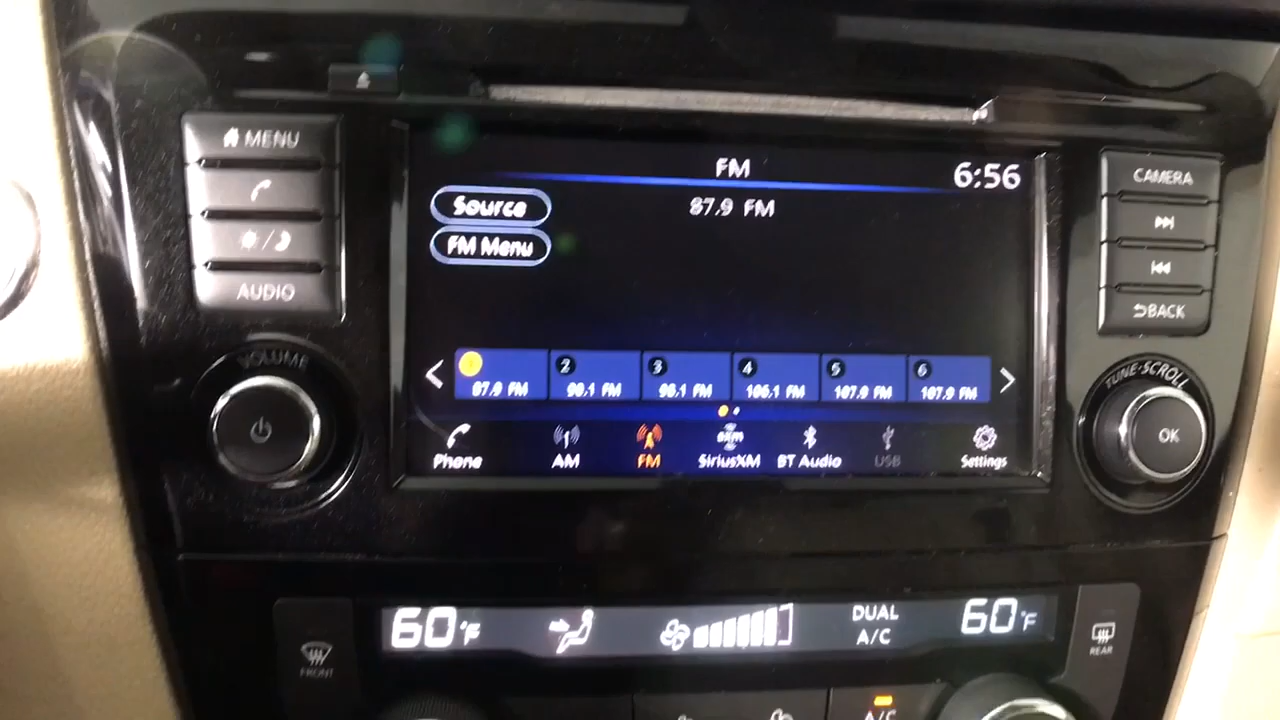 MENU
AUDIO
VOLUME
FM
6:56
Source
87.9 FM
FM Menu
87.9 FM
2
90.1 FM
3
98.1 FM
4
106.1 FM
5
107.9 FM
6
107.9 FM
Phone
AM
FM
SiriusXM
BT Audio
USB
Settings
CAMERA
BACK
TUNE·SCROLL
OK
60°F
DUAL
A/C
60°F
FRONT
REAR
A/C